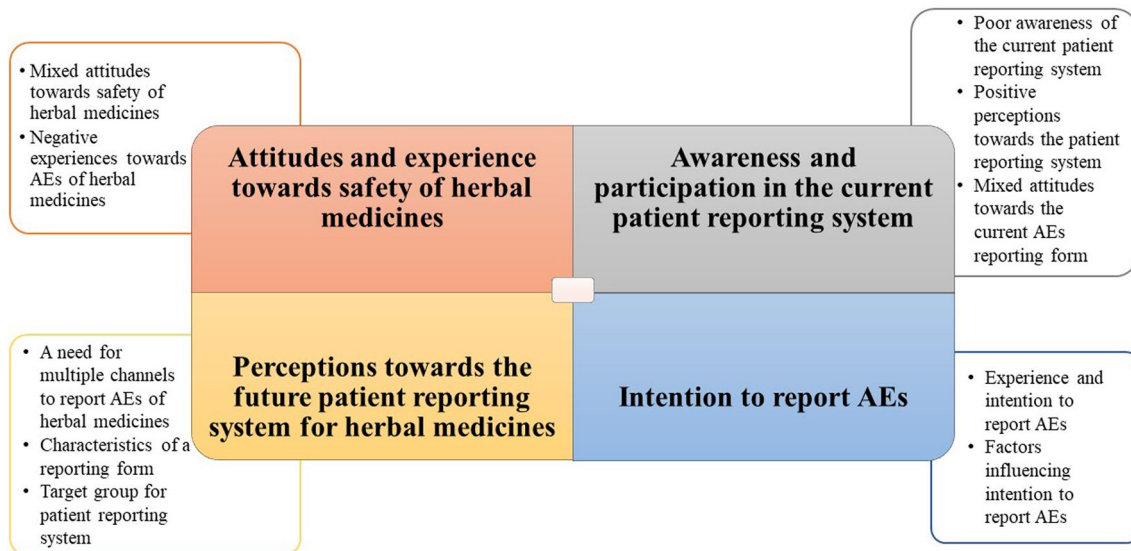 • Mixed attitudes
towards safety of
herbal medicines
• Negative
experiences towards
AEs of herbal
medicines
Attitudes and experience
towards safety of herbal
medicines
Awareness and
participation in the current
patient reporting system
• Poor awareness of
the current patient
reporting system
• Positive
perceptions
towards the patient
reporting system
• Mixed attitudes
towards the
current AEs
reporting form
• A need for
multiple channels
to report AEs of
herbal medicines
• Characteristics of a
reporting form
• Target group for
patient reporting
system
Perceptions towards the
future patient reporting
system for herbal medicines
Intention to report AEs
• Experience and
intention to
report AEs
• Factors
influencing
intention to
report AEs